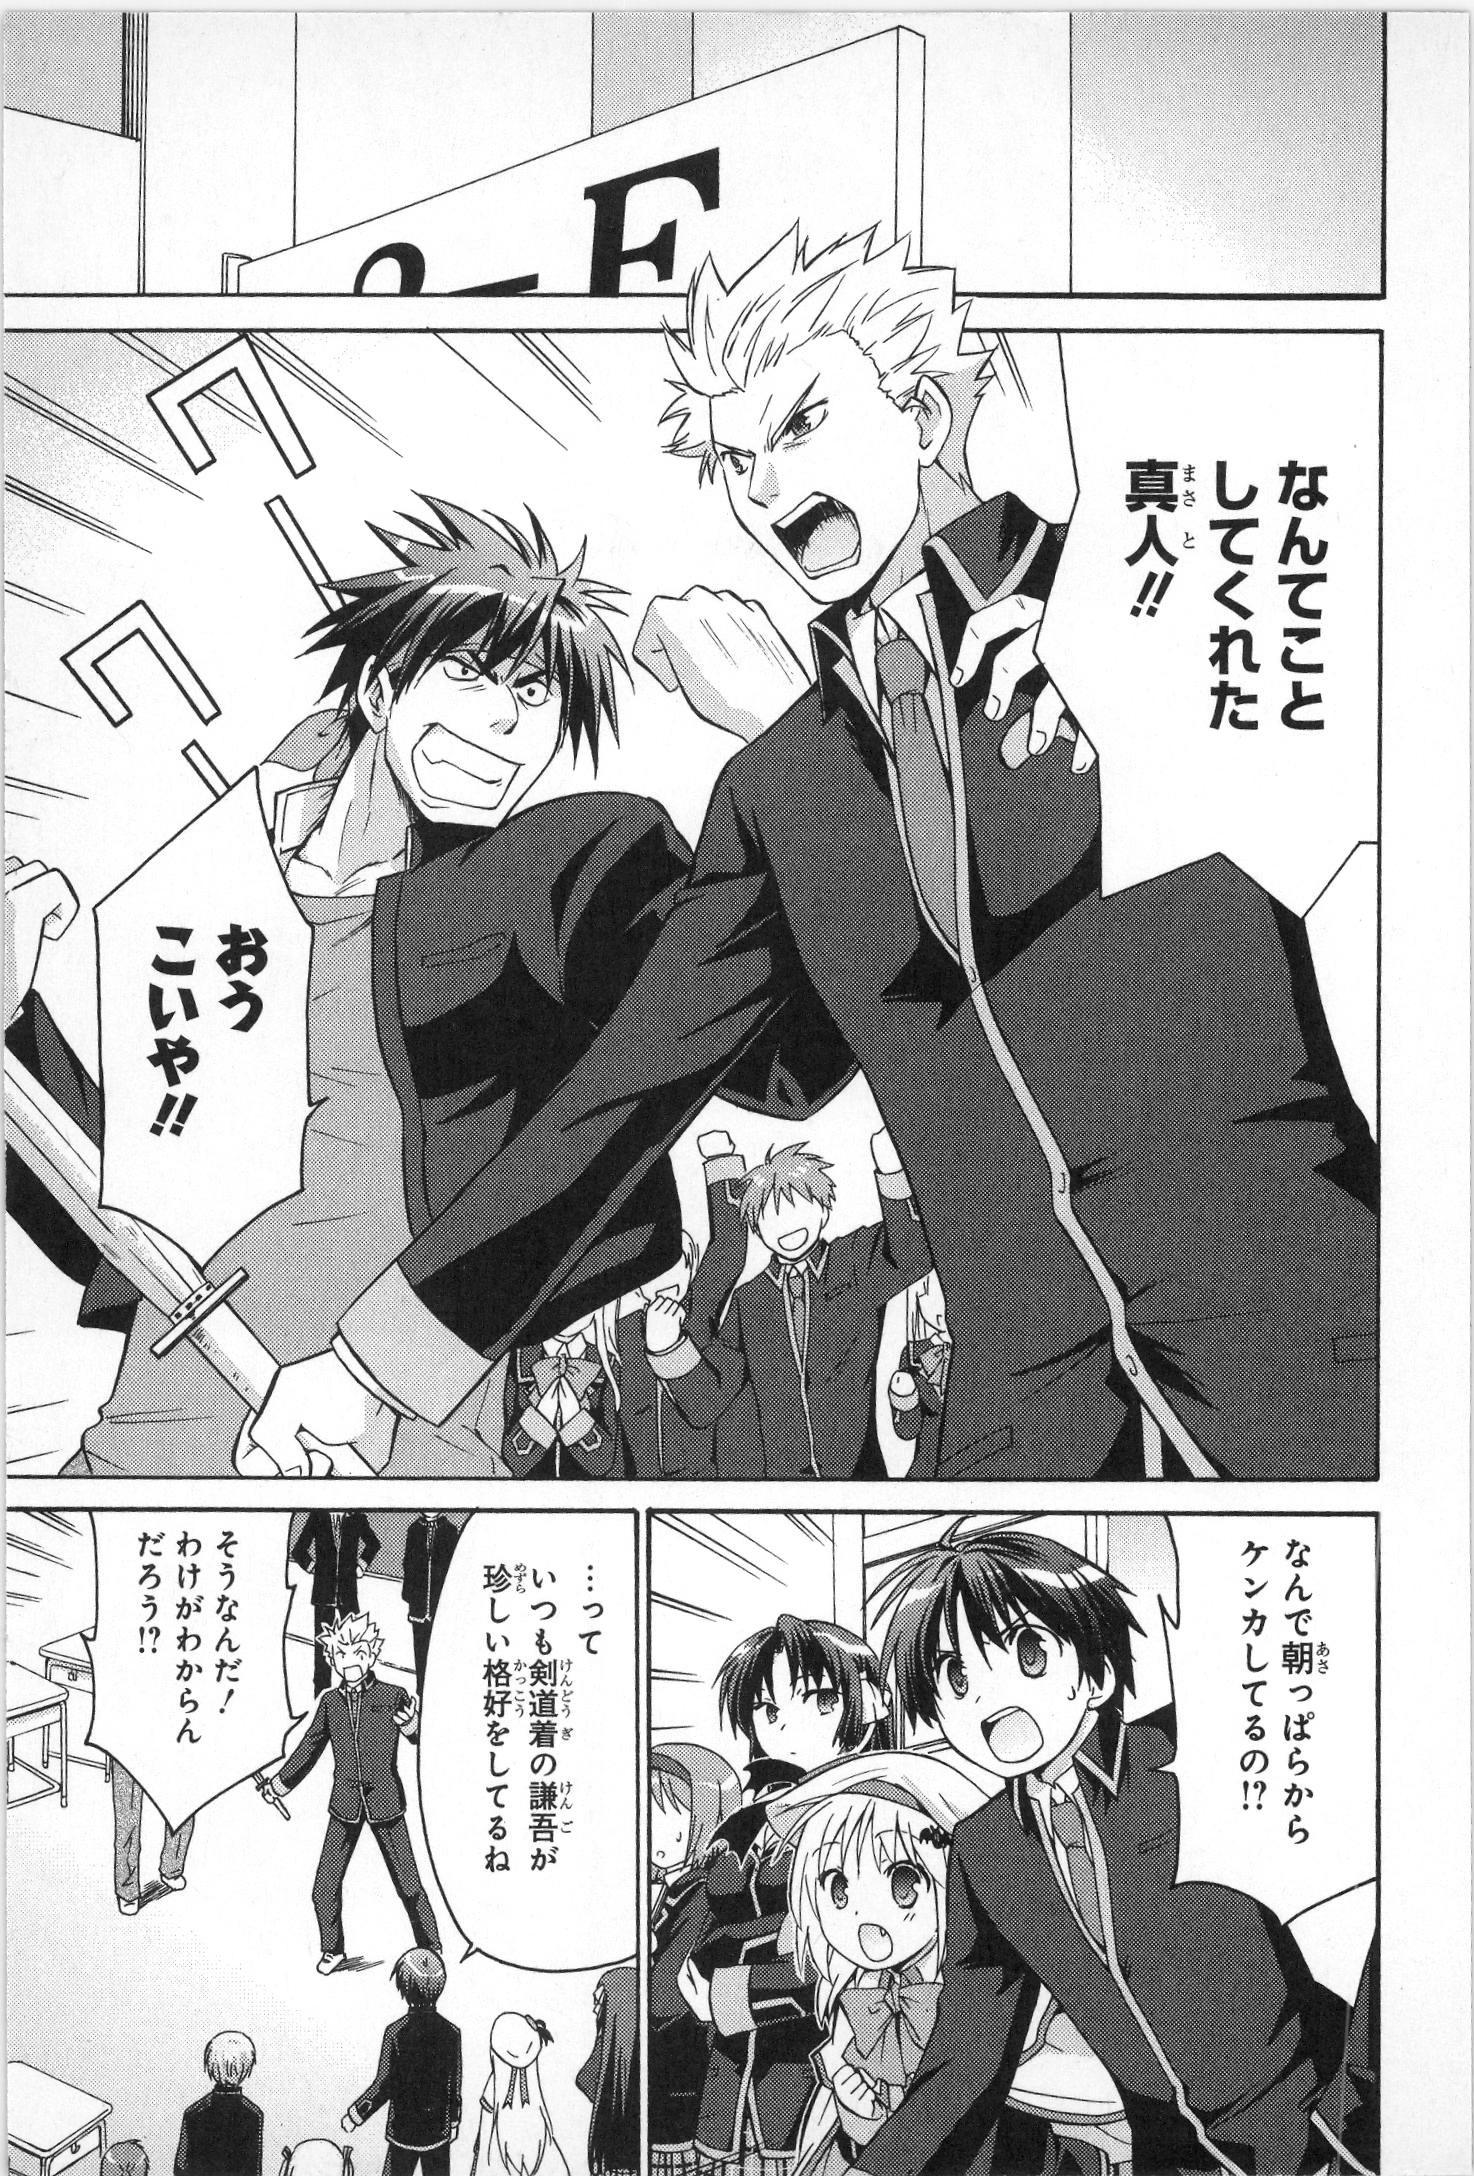 2-E
なんてこと
してくれた
真人!!
まさと
ワー
ワー
おう
こいや!!
なんで朝っぱらから
あさ
ケンカしてるの!?
…って
いつも剣道着の謙吾が
けんどうぎ
けんご
珍しい格好をしてるね
めずら
かっこう
そうなんだ!
わけがわからん
だろう!?